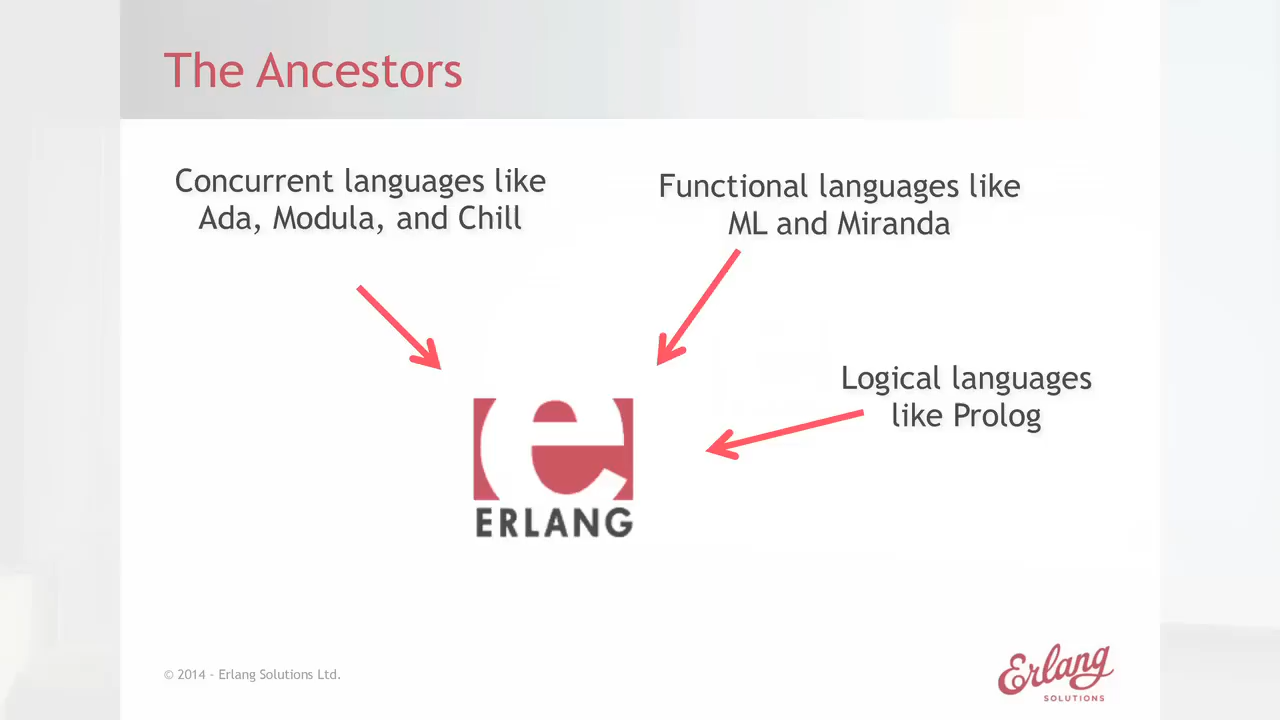 The Ancestors
Concurrent languages like
Ada, Modula, and Chill
Functional languages like
ML and Miranda
Logical languages
like Prolog
e
ERLANG
© 2014 - Erlang Solutions Ltd.
Erlang
SOLUTIONS